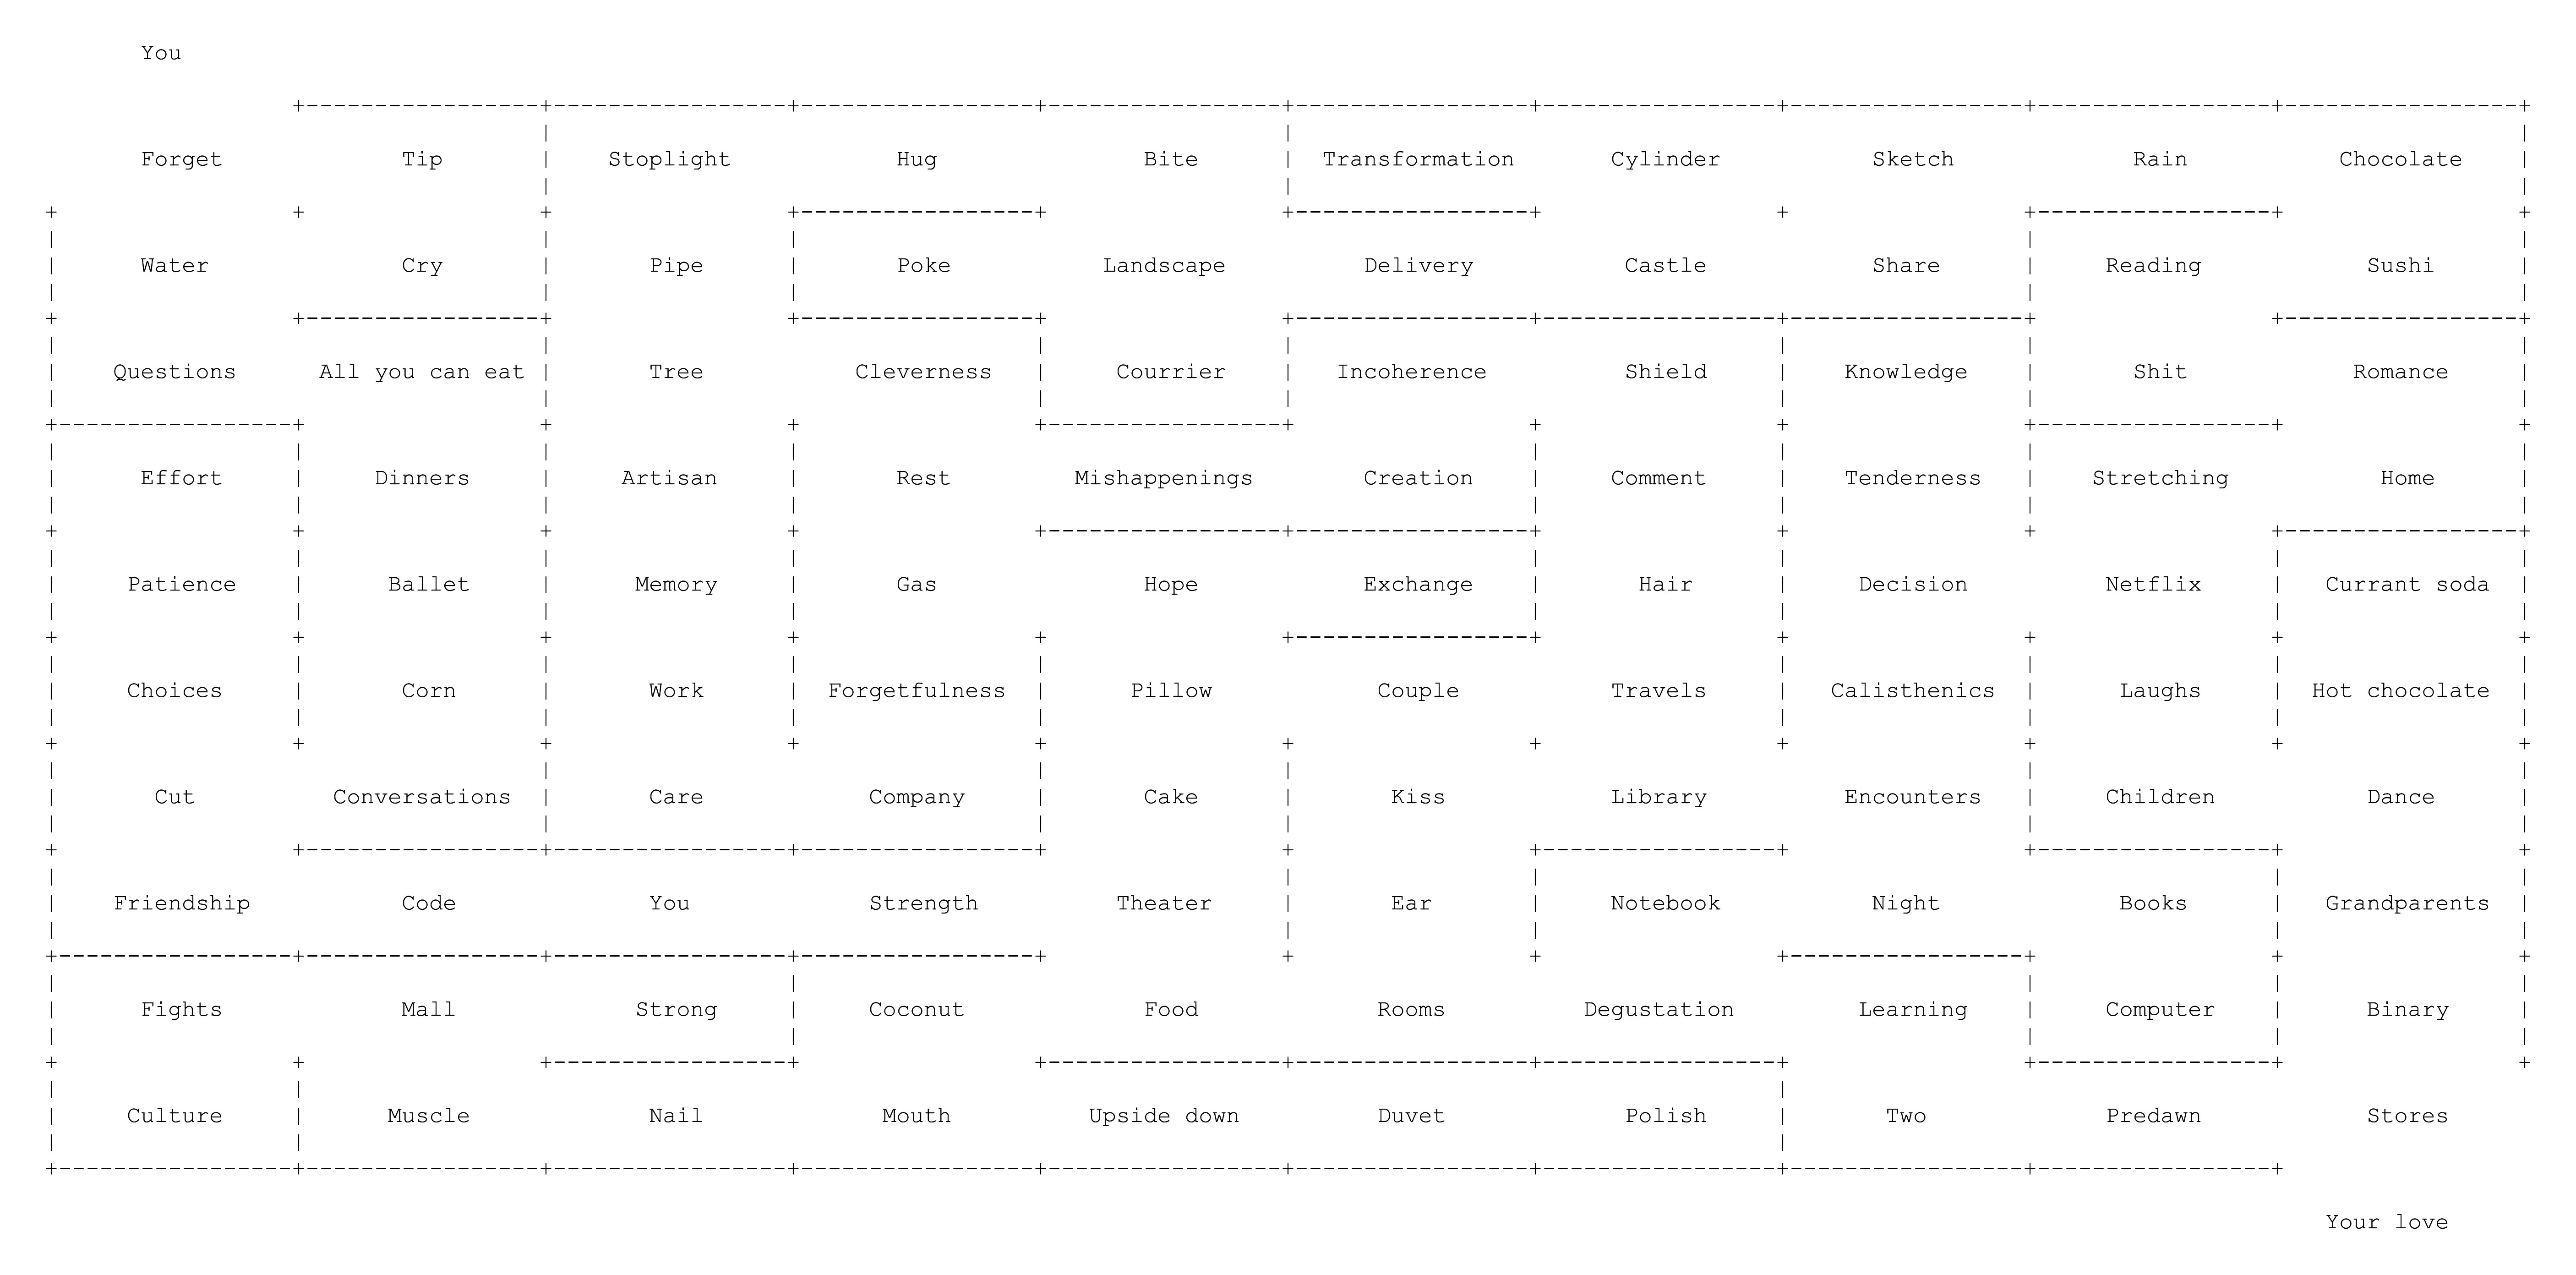 You
Forget Tip Stoplight Hug Bite Transformation Cylinder Sketch Rain Chocolate
Water Cry Pipe Poke Landscape Delivery Castle Share Reading Sushi
Questions All you can eat Tree Cleverness Courrier Incoherence Shield Knowledge Shit Romance
Effort Dinners Artisan Rest Mishappenings Creation Comment Tenderness Stretching Home
Patience Ballet Memory Gas Hope Exchange Hair Decision Netflix Currant soda
Choices Corn Work Forgetfulness Pillow Couple Travels Calisthenics Laughs Hot chocolate
Cut Conversations Care Company Cake Kiss Library Encounters Children Dance
Friendship Code You Strength Theater Ear Notebook Night Books Grandparents
Fights Mall Strong Coconut Food Rooms Degustation Learning Computer Binary
Culture Muscle Nail Mouth Upside down Duvet Polish Two Predawn Stores
Your love